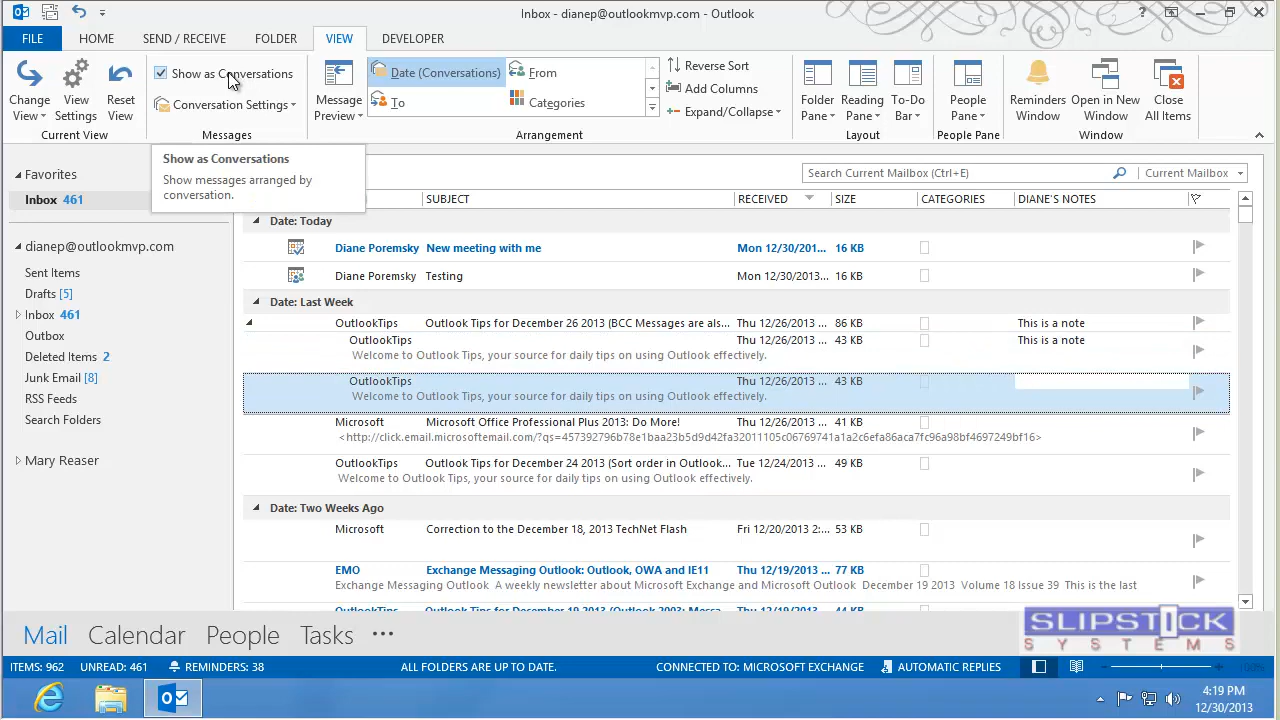 Inbox - dianep@outlookmvp.com - Outlook
FILE HOME SEND / RECEIVE FOLDER VIEW DEVELOPER
Change View
View Settings
Reset View
Current View
Show as Conversations
Conversation Settings
Messages
Message Preview
Date (Conversations)
From
To
Categories
Reverse Sort
Add Columns
Expand/Collapse
Arrangement
Folder Pane
Reading Pane
To-Do Bar
Layout
People Pane
People Pane
Reminders Window
Open in New Window
Close All Items
Window
Show as Conversations
Show messages arranged by
conversation.
Favorites
Inbox 461
dianep@outlookmvp.com
Sent Items
Drafts [5]
Inbox 461
Outbox
Deleted Items 2
Junk Email [8]
RSS Feeds
Search Folders
Mary Reaser
Search Current Mailbox (Ctrl+E) Current Mailbox
SUBJECT RECEIVED SIZE CATEGORIES DIANE'S NOTES
Date: Today
Diane Poremsky New meeting with me Mon 12/30/201... 16 KB
Diane Poremsky Testing Mon 12/30/2013... 16 KB
Date: Last Week
OutlookTips Outlook Tips for December 26 2013 (BCC Messages are als... Thu 12/26/2013 ... 86 KB This is a note
OutlookTips Thu 12/26/2013 ... 43 KB This is a note
Welcome to Outlook Tips, your source for daily tips on using Outlook effectively.
OutlookTips Thu 12/26/2013 ... 43 KB
Welcome to Outlook Tips, your source for daily tips on using Outlook effectively.
Microsoft Microsoft Office Professional Plus 2013: Do More! Thu 12/26/2013 ... 41 KB
<http://click.email.microsoftemail.com/?qs=457392796b78e1baa23b5d9d42fa32011105c06769741a1a2c6efa86aca7fc96a98bf4697249bf16>
OutlookTips Outlook Tips for December 24 2013 (Sort order in Outlook... Tue 12/24/2013 ... 49 KB
Welcome to Outlook Tips, your source for daily tips on using Outlook effectively.
Date: Two Weeks Ago
Microsoft Correction to the December 18, 2013 TechNet Flash Fri 12/20/2013 2:... 53 KB
EMO Exchange Messaging Outlook: Outlook, OWA and IE11 Thu 12/19/2013 ... 77 KB
Exchange Messaging Outlook A weekly newsletter about Microsoft Exchange and Microsoft Outlook December 19 2013 Volume 18 Issue 39 This is the last
Mail Calendar People Tasks ...
SLIPSTICK
SYSTEMS
ITEMS: 962 UNREAD: 461 REMINDERS: 38 ALL FOLDERS ARE UP TO DATE. CONNECTED TO: MICROSOFT EXCHANGE AUTOMATIC REPLIES
4:19 PM
12/30/2013